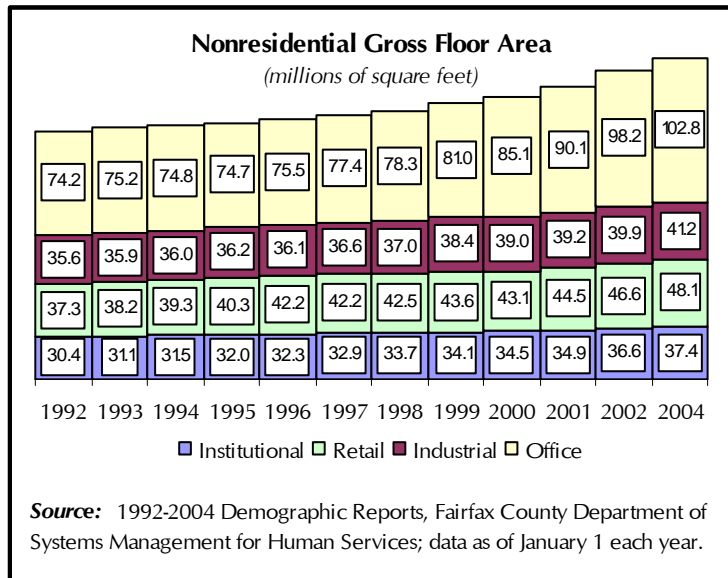 Nonresidential Gross Floor Area
(millions of square feet)
74.2 75.2 74.8 74.7 75.5 77.4 78.3 81.0 85.1 90.1 98.2 102.8
35.6 35.9 36.0 36.2 36.1 36.6 37.0 38.4 39.0 39.2 39.9 41.2
37.3 38.2 39.3 40.3 42.2 42.2 42.5 43.6 43.1 44.5 46.6 48.1
30.4 31.1 31.5 32.0 32.3 32.9 33.7 34.1 34.5 34.9 36.6 37.4
1992 1993 1994 1995 1996 1997 1998 1999 2000 2001 2002 2004
Institutional Retail Industrial Office
Source: 1992-2004 Demographic Reports, Fairfax County Department of
Systems Management for Human Services; data as of January 1 each year.